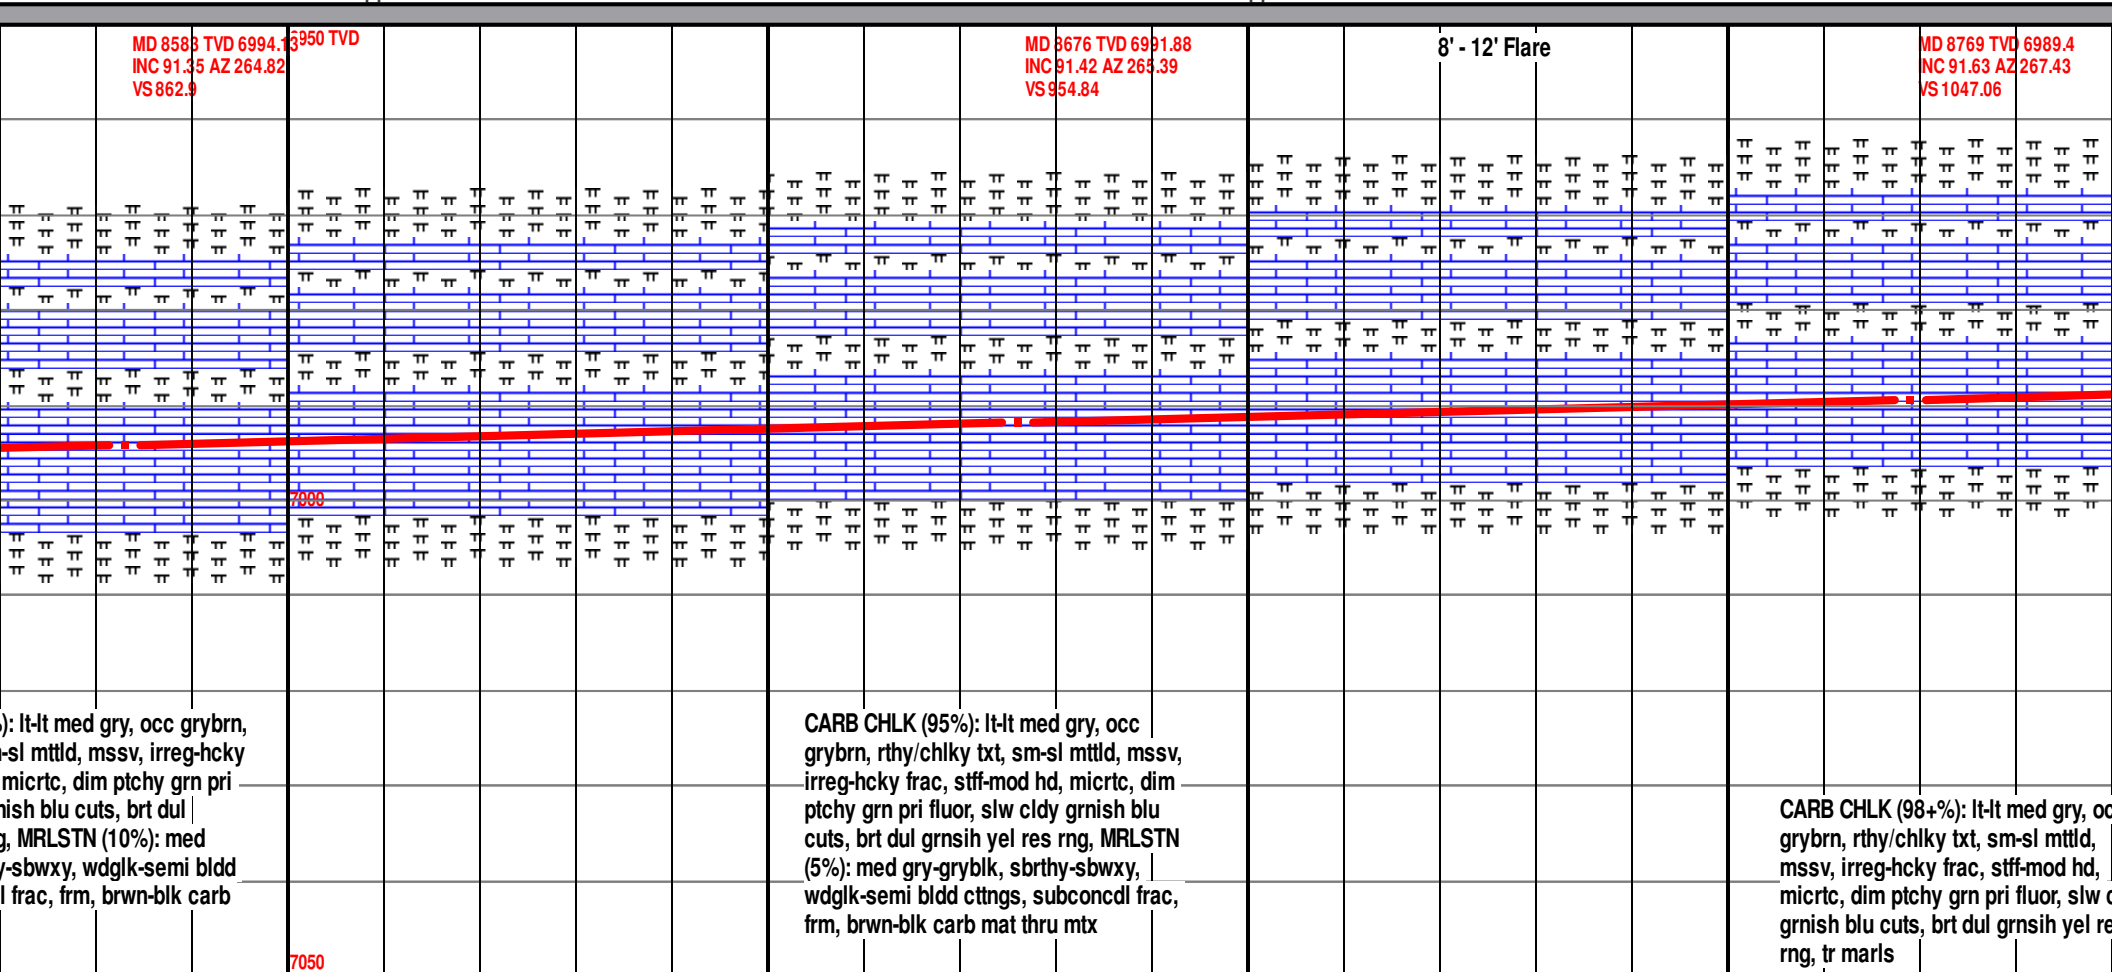 MD 8583 TVD 6994.13
INC 91.35 AZ 264.82
VS 862.9
6950 TVD
MD 8676 TVD 6991.88
INC 91.42 AZ 265.39
VS 954.84
8' - 12' Flare
MD 8769 TVD 6989.4
INC 91.63 AZ 267.43
VS 1047.06
7000
): lt-lt med gry, occ grybrn,
-sl mttld, mssv, irreg-hcky
micrtc, dim ptchy grn pri
nish blu cuts, brt dul
g, MRLSTN (10%): med
y-sbwxy, wdglk-semi bldd
l frac, frm, brwn-blk carb
CARB CHLK (95%): lt-lt med gry, occ
grybrn, rthy/chlky txt, sm-sl mttld, mssv,
irreg-hcky frac, stff-mod hd, micrtc, dim
ptchy grn pri fluor, slw cldy grnish blu
cuts, brt dul grnsih yel res rng, MRLSTN
(5%): med gry-gryblk, sbrthy-sbwxy,
wdglk-semi bldd cttngs, subconcdl frac,
frm, brwn-blk carb mat thru mtx
CARB CHLK (98+%): lt-lt med gry, oc
grybrn, rthy/chlky txt, sm-sl mttld,
mssv, irreg-hcky frac, stff-mod hd,
micrtc, dim ptchy grn pri fluor, slw c
grnish blu cuts, brt dul grnsih yel re
rng, tr marls
7050